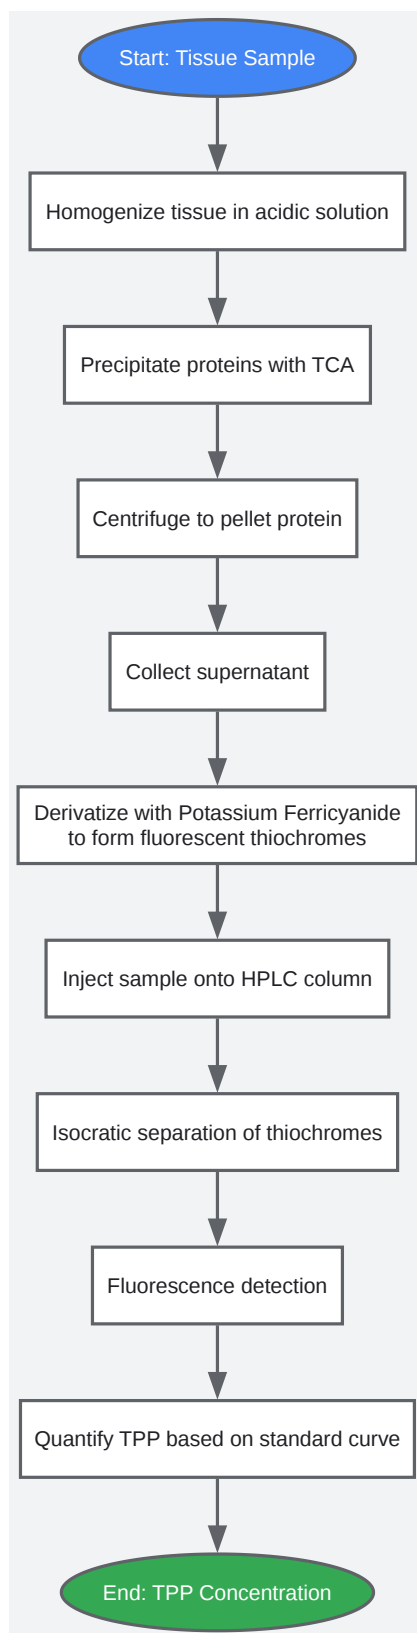 Start: Tissue Sample
Homogenize tissue in acidic solution
Precipitate proteins with TCA
Centrifuge to pellet protein
Collect supernatant
Derivatize with Potassium Ferricyanide
to form fluorescent thiochromes
Inject sample onto HPLC column
Isocratic separation of thiochromes
Fluorescence detection
Quantify TPP based on standard curve
End: TPP Concentration